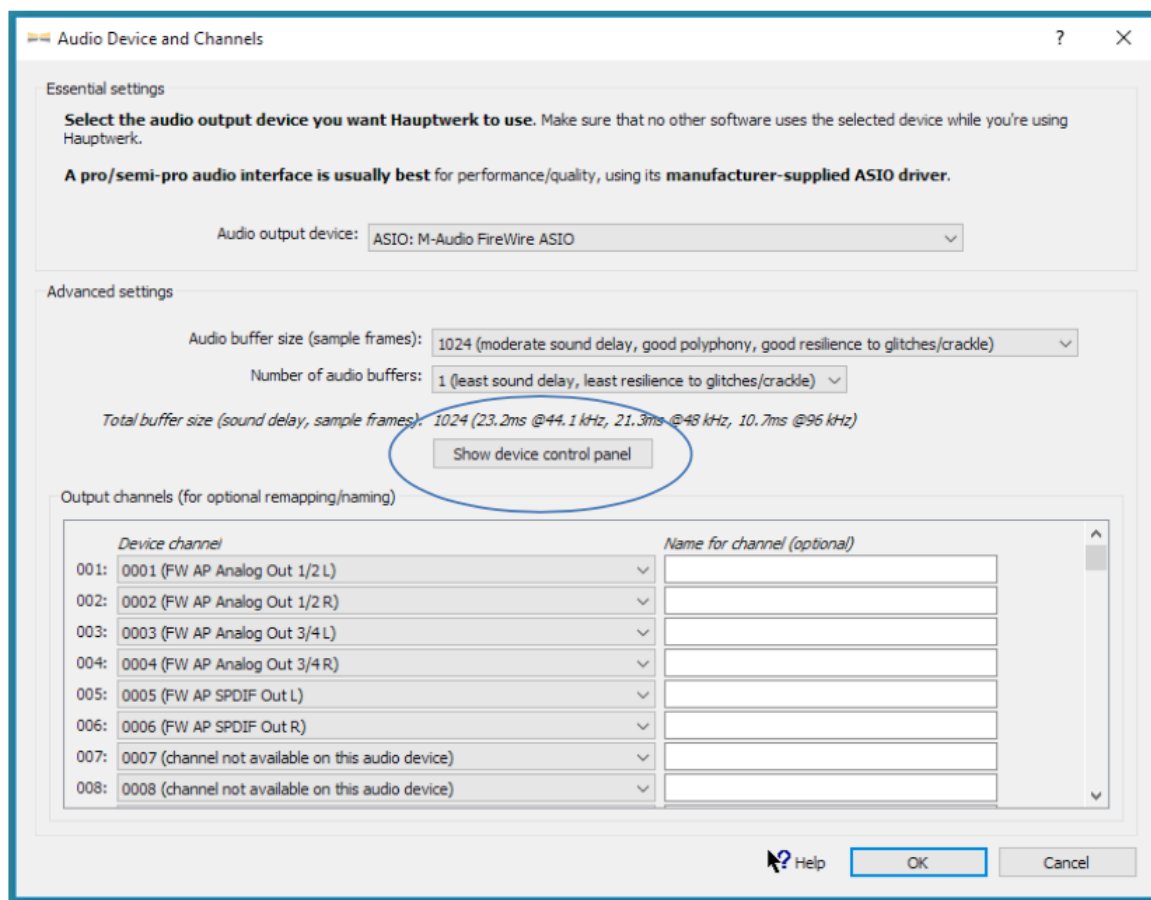 Audio Device and Channels
?
Essential settings
Select the audio output device you want Hauptwerk to use. Make sure that no other software uses the selected device while you're using
Hauptwerk.
A pro/semi-pro audio interface is usually best for performance/quality, using its manufacturer-supplied ASIO driver.
Audio output device: ASIO: M-Audio FireWire ASIO
Advanced settings
Audio buffer size (sample frames): 1024 (moderate sound delay, good polyphony, good resilience to glitches/crackle)
Number of audio buffers: 1 (least sound delay, least resilience to glitches/crackle)
Total buffer size (sound delay, sample frames): 1024 (23.2ms @44.1 kHz, 21.3ms @48 kHz, 10.7ms @96 kHz)
Show device control panel
Output channels (for optional remapping/naming)
Device channel Name for channel (optional)
001: 0001 (FW AP Analog Out 1/2 L)
002: 0002 (FW AP Analog Out 1/2 R)
003: 0003 (FW AP Analog Out 3/4 L)
004: 0004 (FW AP Analog Out 3/4 R)
005: 0005 (FW AP SPDIF Out L)
006: 0006 (FW AP SPDIF Out R)
007: 0007 (channel not available on this audio device)
008: 0008 (channel not available on this audio device)
? Help OK Cancel